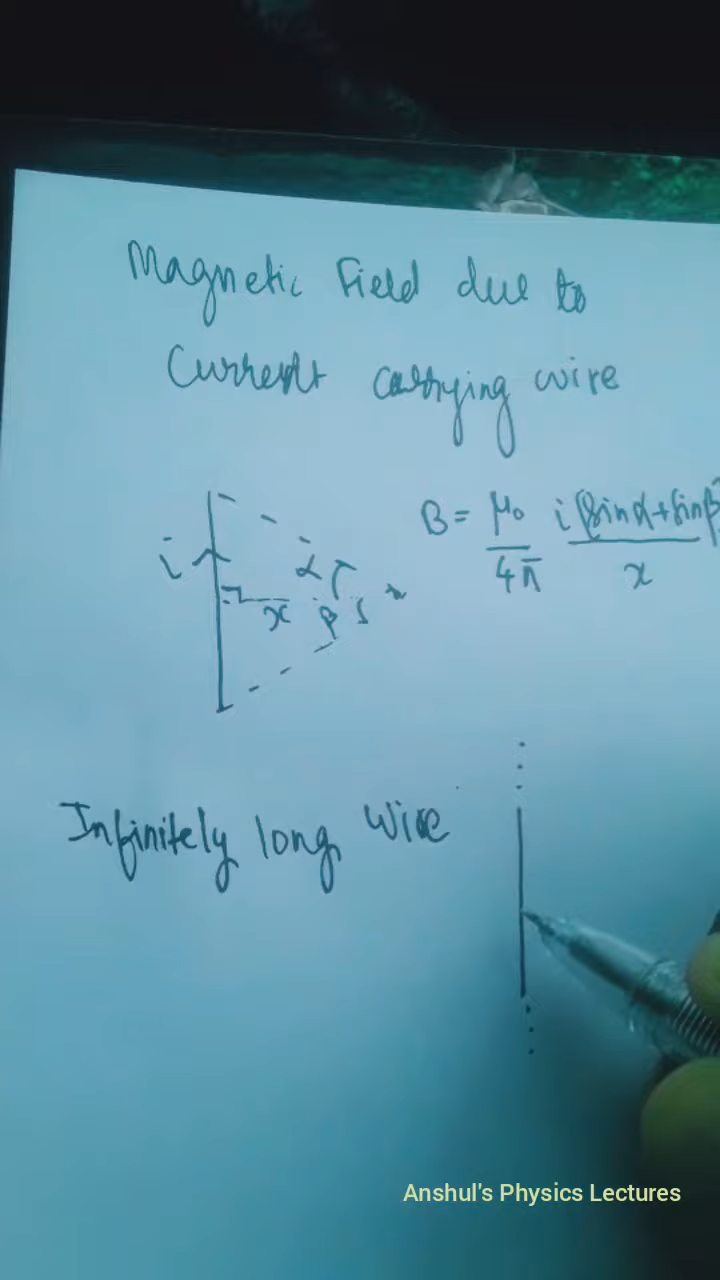 Magnetic Field due to
Current carrying wire
B = μ₀/4π i(sinα+sinβ)/x
i
α
x
β
Infinitely long wire
Anshul's Physics Lectures